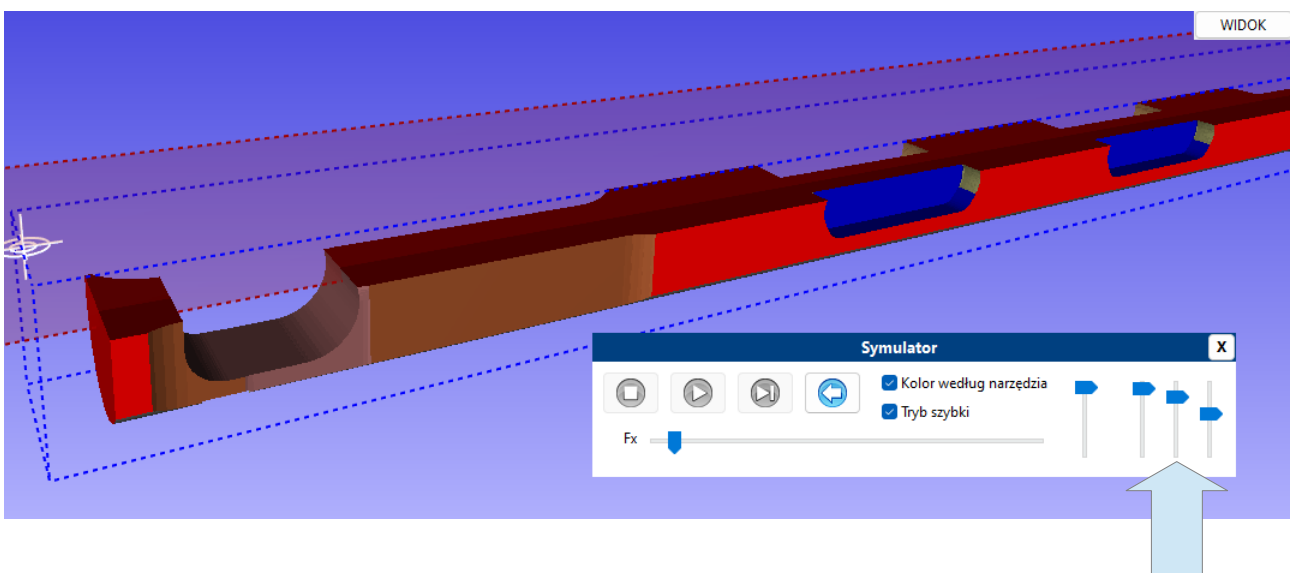 WIDOK
Symulator
X
Kolor według narzędzia
Tryb szybki
Fx